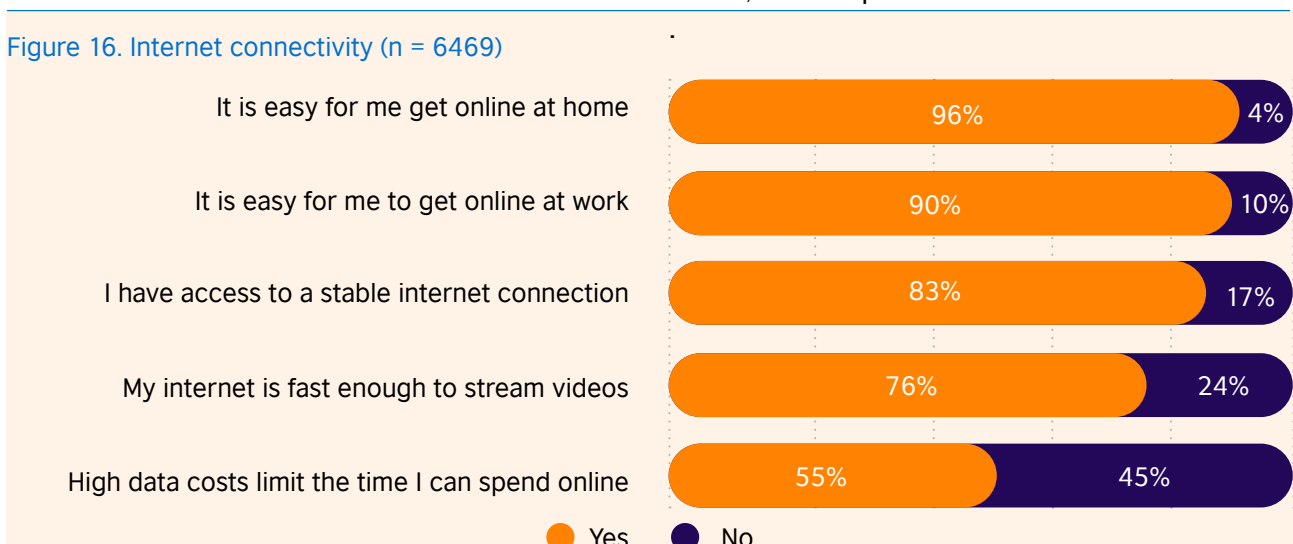 Figure 16. Internet connectivity (n = 6469)
It is easy for me get online at home 96% 4%
It is easy for me to get online at work 90% 10%
I have access to a stable internet connection 83% 17%
My internet is fast enough to stream videos 76% 24%
High data costs limit the time I can spend online 55% 45%
Yes No